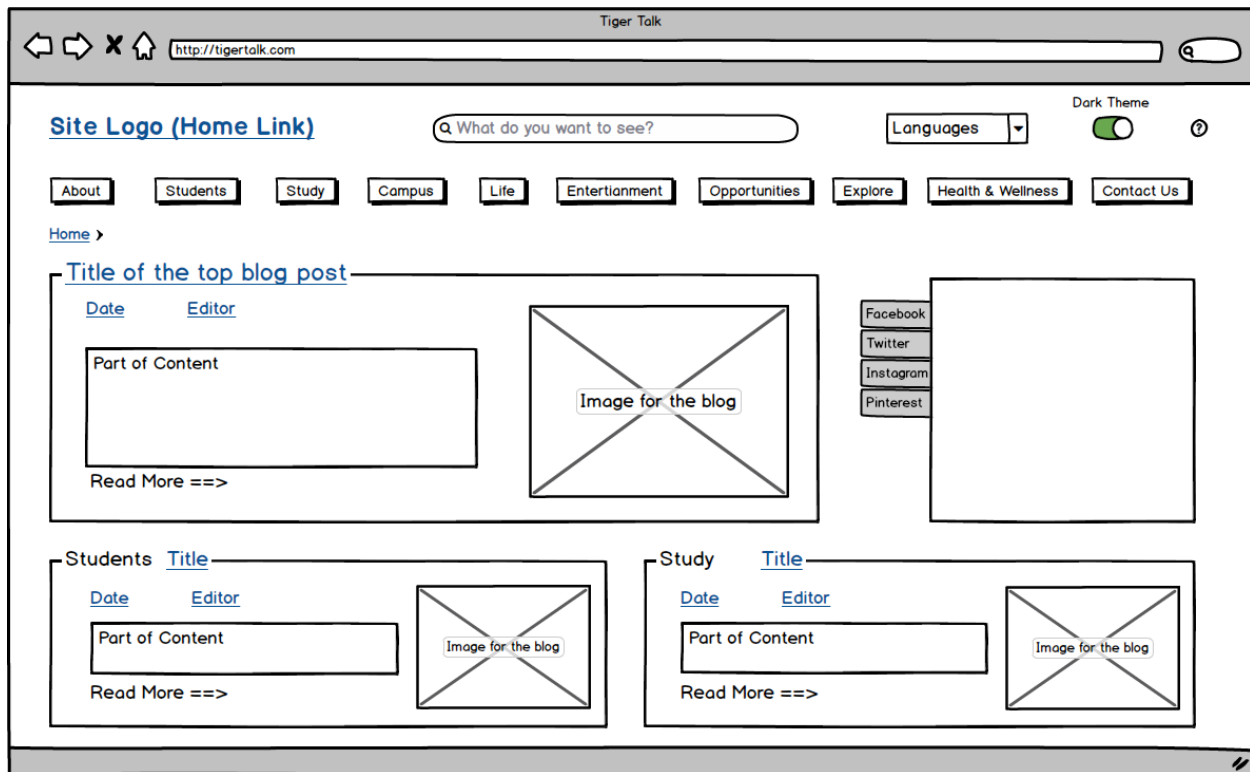 Tiger Talk
http://tigertalk.com
Site Logo (Home Link)
What do you want to see?
Languages
Dark Theme
?
About
Students
Study
Campus
Life
Entertianment
Opportunities
Explore
Health & Wellness
Contact Us
Home >
Title of the top blog post
Date
Editor
Part of Content
Read More ==>
Image for the blog
Facebook
Twitter
Instagram
Pinterest
Students Title
Date
Editor
Part of Content
Read More ==>
Image for the blog
Study Title
Date
Editor
Part of Content
Read More ==>
Image for the blog